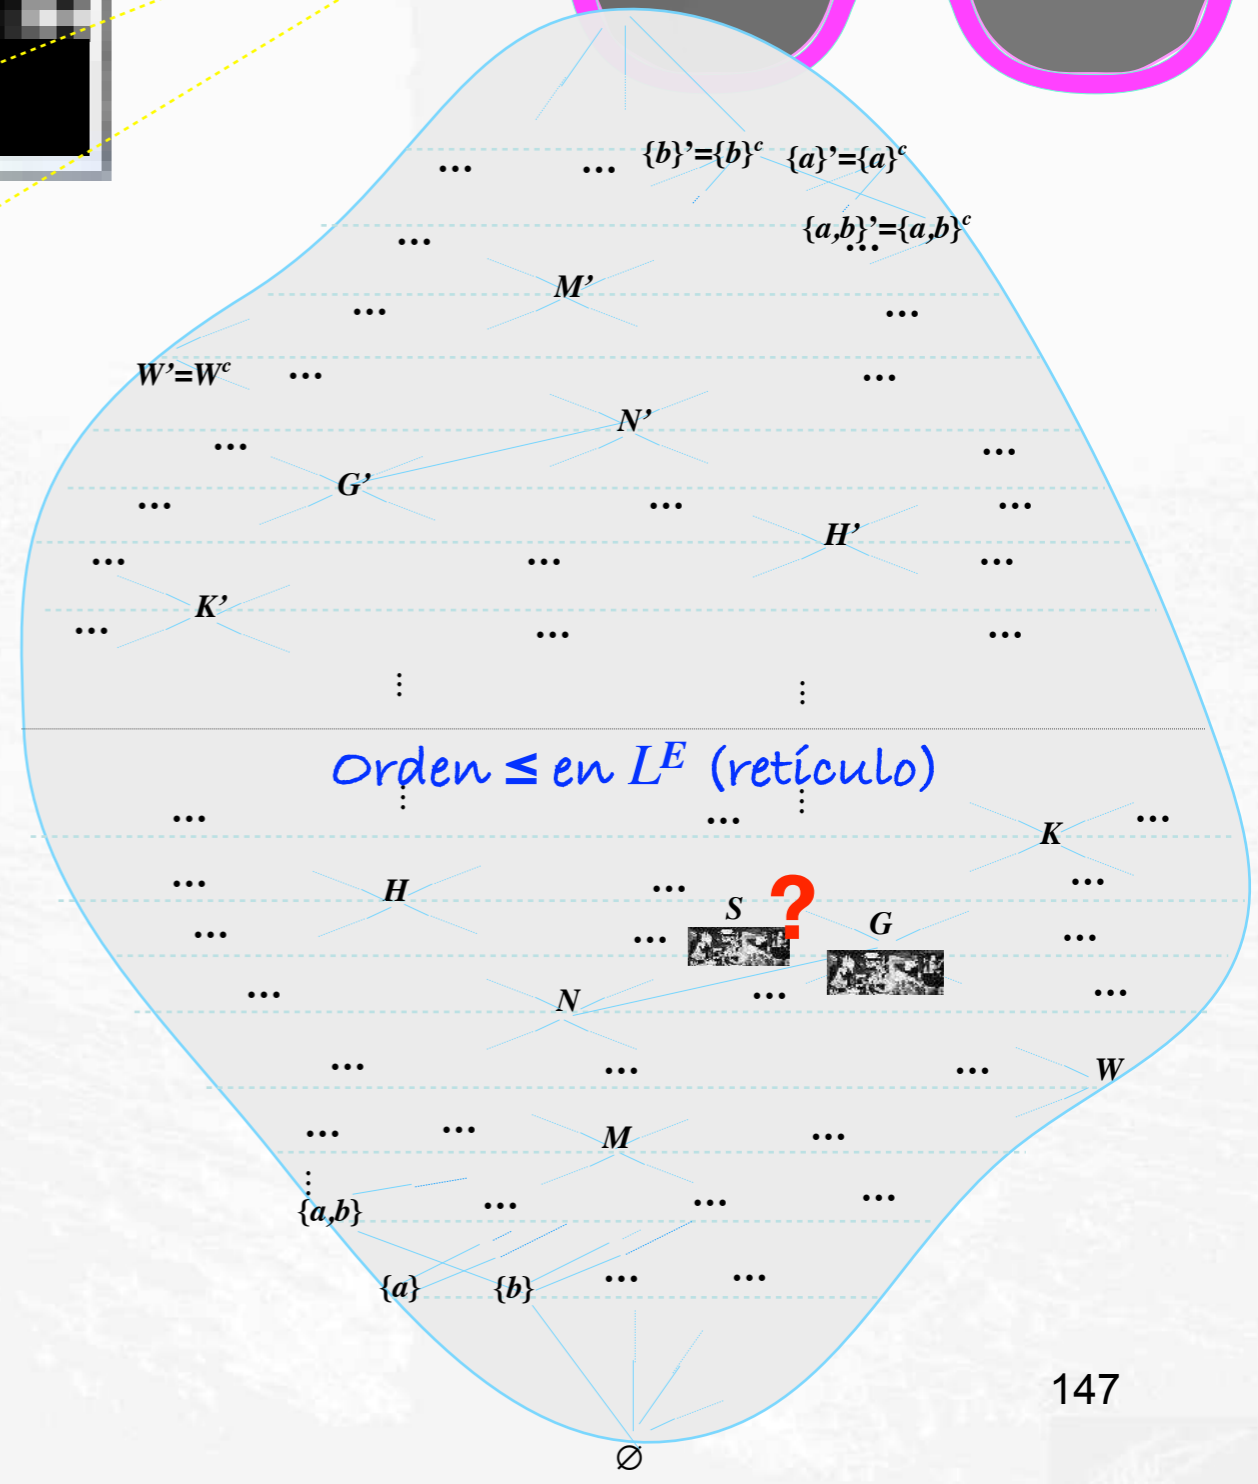 ... ... {b}’={b}ᶜ {a}’={a}ᶜ
... {a,b}’={a,b}ᶜ ...
M’
... ...
W’=Wᶜ ... ...
N’
... ...
G’
... ... ...
H’
... ... ...
K’
... ... ...
⋮ ⋮
Orden ≤ en Lᴱ (retículo)
⋮ ⋮
... ... K ...
... H ... ? ...
S G
... ... ...
... N ... ...
... ... ... W
... ... M ...
⋮
{a,b} ... ... ...
{a} {b} ... ...
147
∅